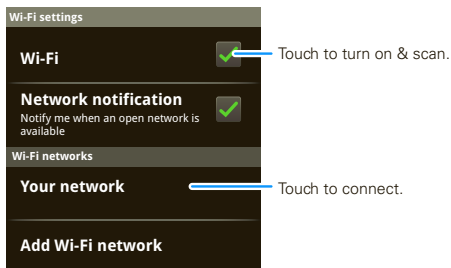 Wi-Fi settings
Wi-Fi
Touch to turn on & scan.
Network notification
Notify me when an open network is
available
Wi-Fi networks
Your network
Touch to connect.
Add Wi-Fi network